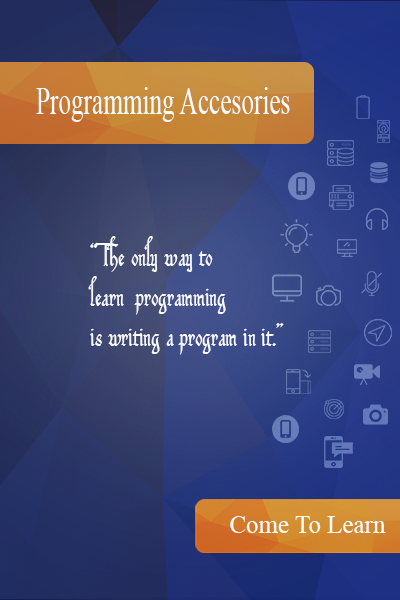 Programming Accesories
“The only way to
learn programming
is writing a program in it.”
Come To Learn